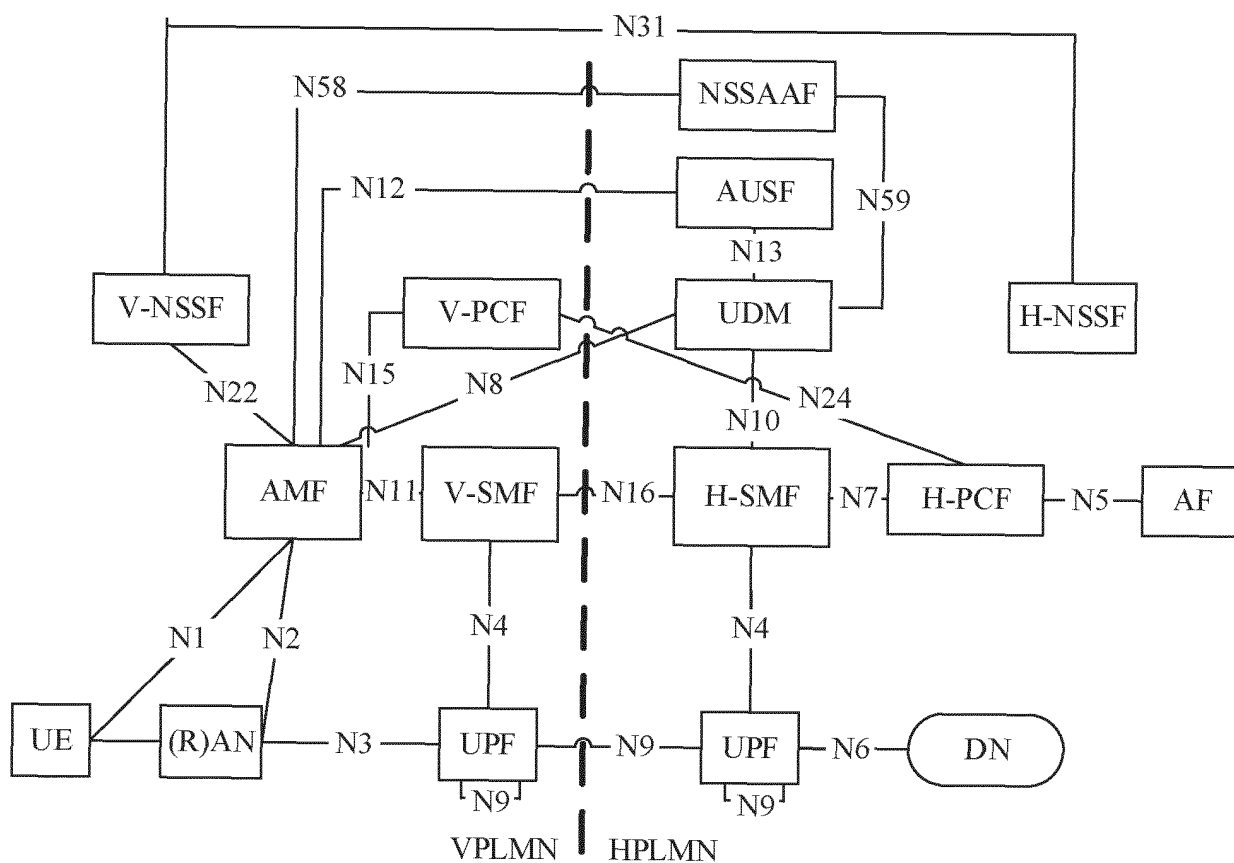 N31
N58
NSSAAF
N12
AUSF
N59
N13
V-NSSF
V-PCF
UDM
H-NSSF
N22
N15
N8
N10
N24
AMF
N11
V-SMF
N16
H-SMF
N7
H-PCF
N5
AF
N1
N2
N4
N4
UE
(R)AN
N3
UPF
N9
UPF
N6
DN
N9
N9
VPLMN
HPLMN